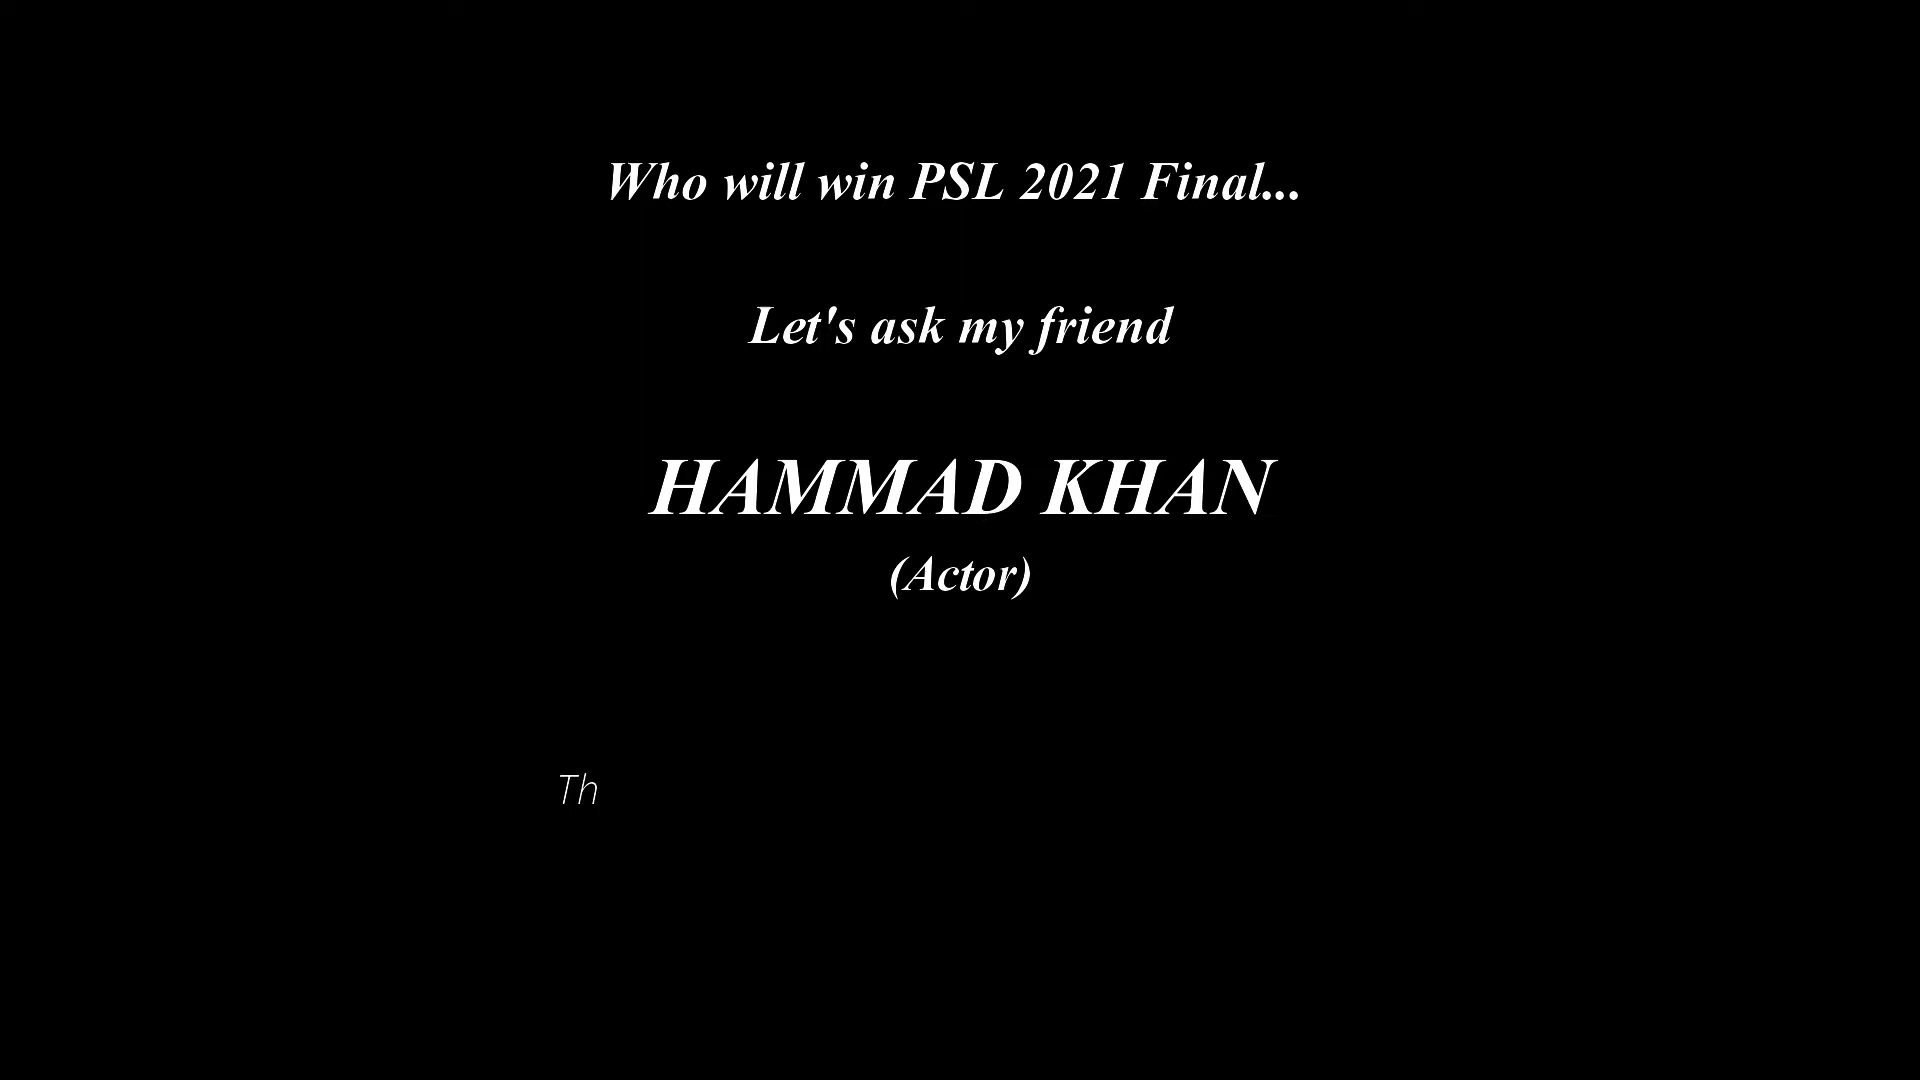 Who will win PSL 2021 Final...
Let's ask my friend
HAMMAD KHAN
(Actor)
Th